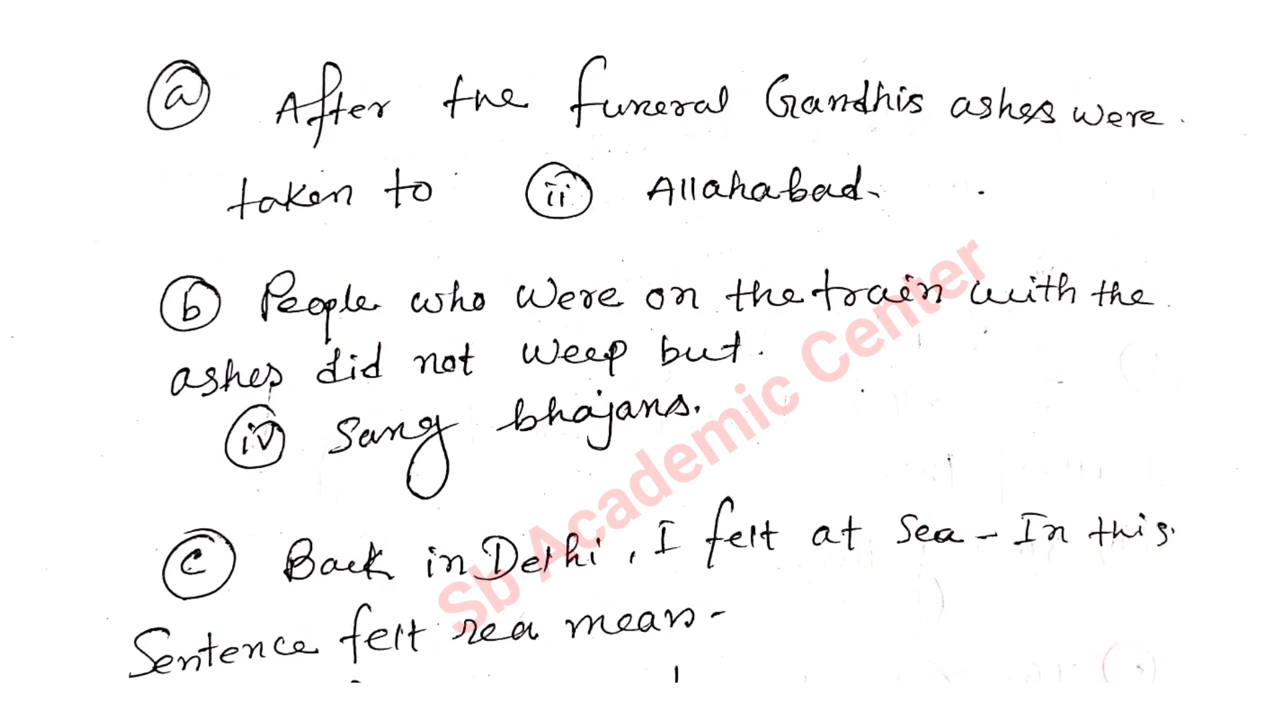 (a) After the funeral Gandhis ashes were.
taken to (ii) Allahabad.
(b) People who were on the train with the
ashes did not weep but.
(iv) Sang bhajans.
(c) Back in Delhi, I felt at sea - In this.
Sentence felt sea mean -
Sb Academic Center